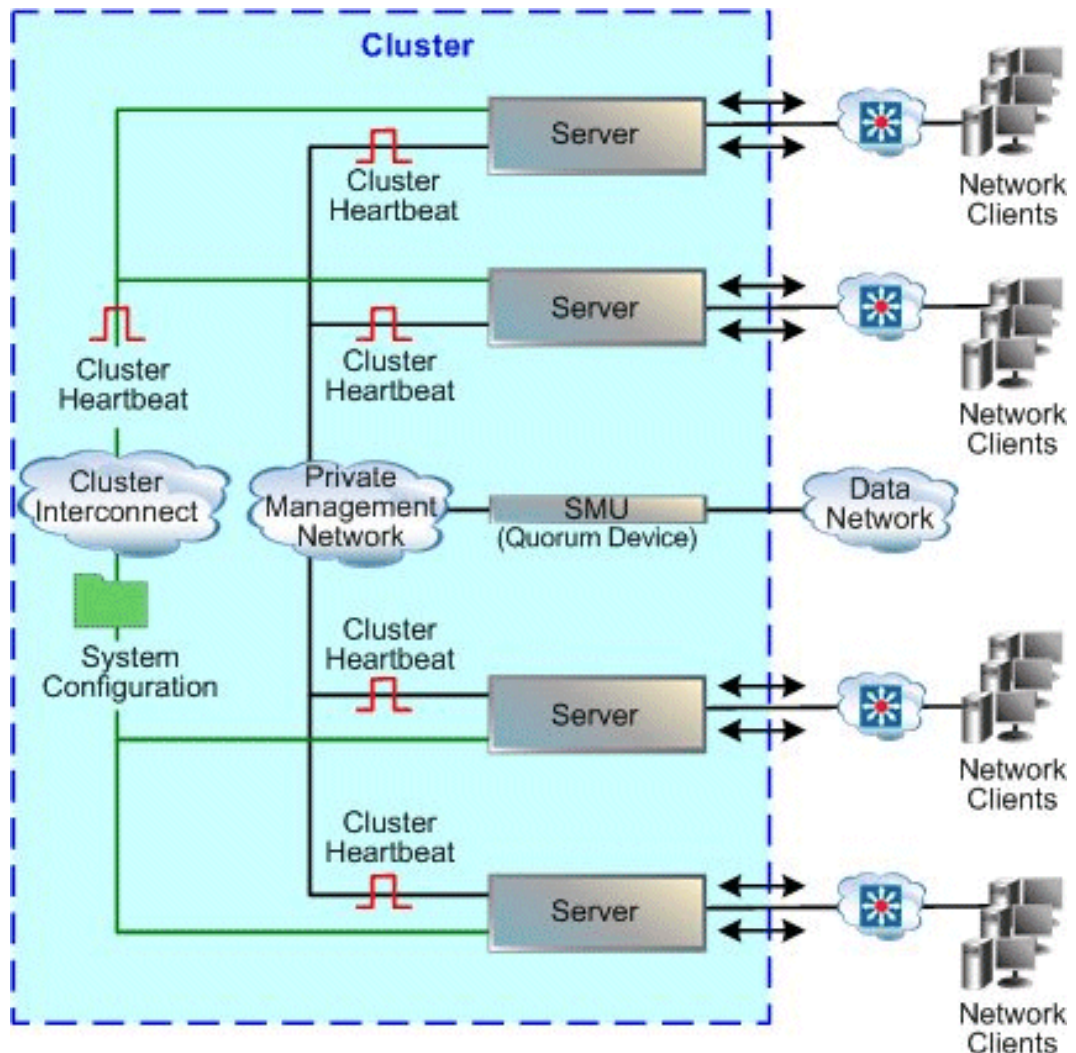 Cluster
Server
Cluster
Heartbeat
Network
Clients
Server
Cluster
Heartbeat
Cluster
Heartbeat
Network
Clients
Cluster
Interconnect
Private
Management
Network
SMU
(Quorum Device)
Data
Network
System
Configuration
Cluster
Heartbeat
Server
Network
Clients
Cluster
Heartbeat
Server
Network
Clients